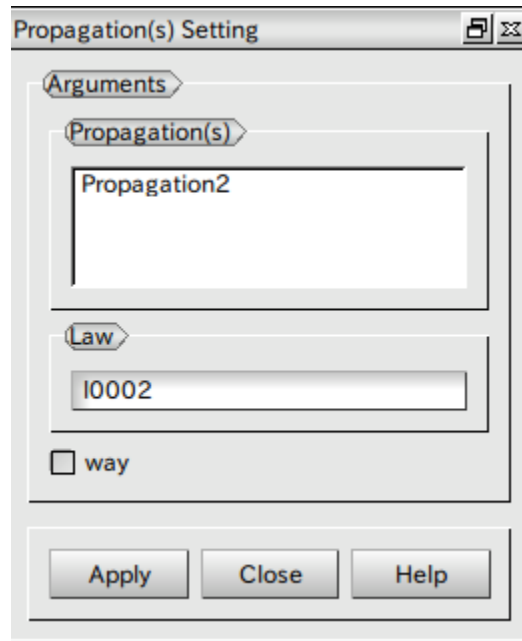 Propagation(s) Setting
Arguments
Propagation(s)
Propagation2
Law
l0002
way
Apply Close Help